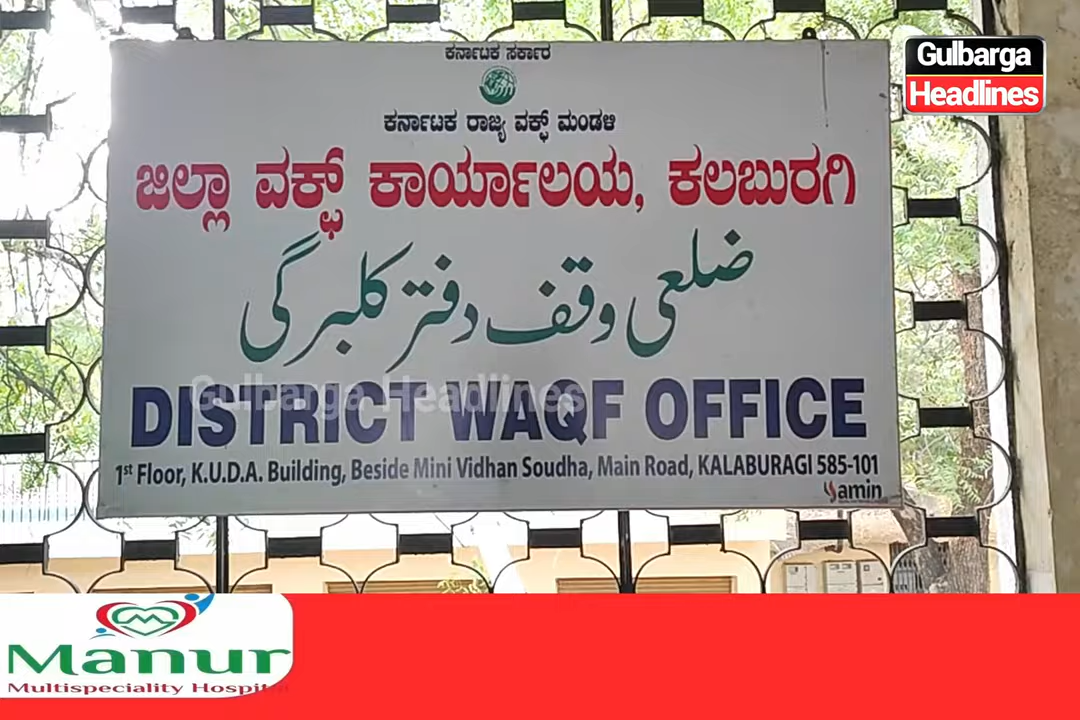 Gulbarga
Headlines
ಕರ್ನಾಟಕ ಸರ್ಕಾರ
ಕರ್ನಾಟಕ ರಾಜ್ಯ ವಕ್ಫ್ ಮಂಡಳಿ
ಜಿಲ್ಲಾ ವಕ್ಫ್ ಕಾರ್ಯಾಲಯ, ಕಲಬುರಗಿ
ضلعی وقف دفتر کلبرگی
Gulbarga Headlines
DISTRICT WAQF OFFICE
1st Floor, K.U.D.A. Building, Beside Mini Vidhan Soudha, Main Road, KALABURAGI 585-101
Yamin
Manur
Multispeciality Hospital